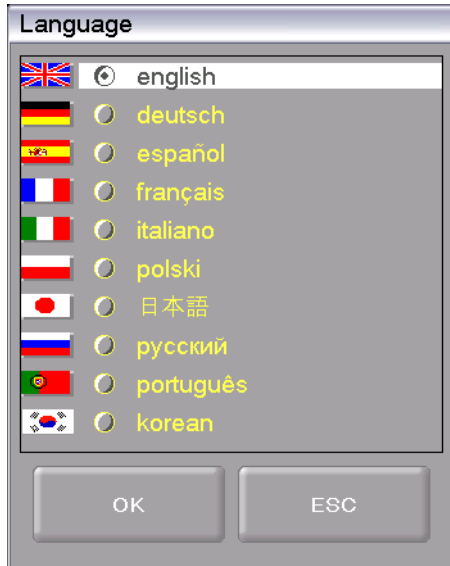 Language
english
deutsch
español
français
italiano
polski
日本語
русский
português
korean
OK ESC